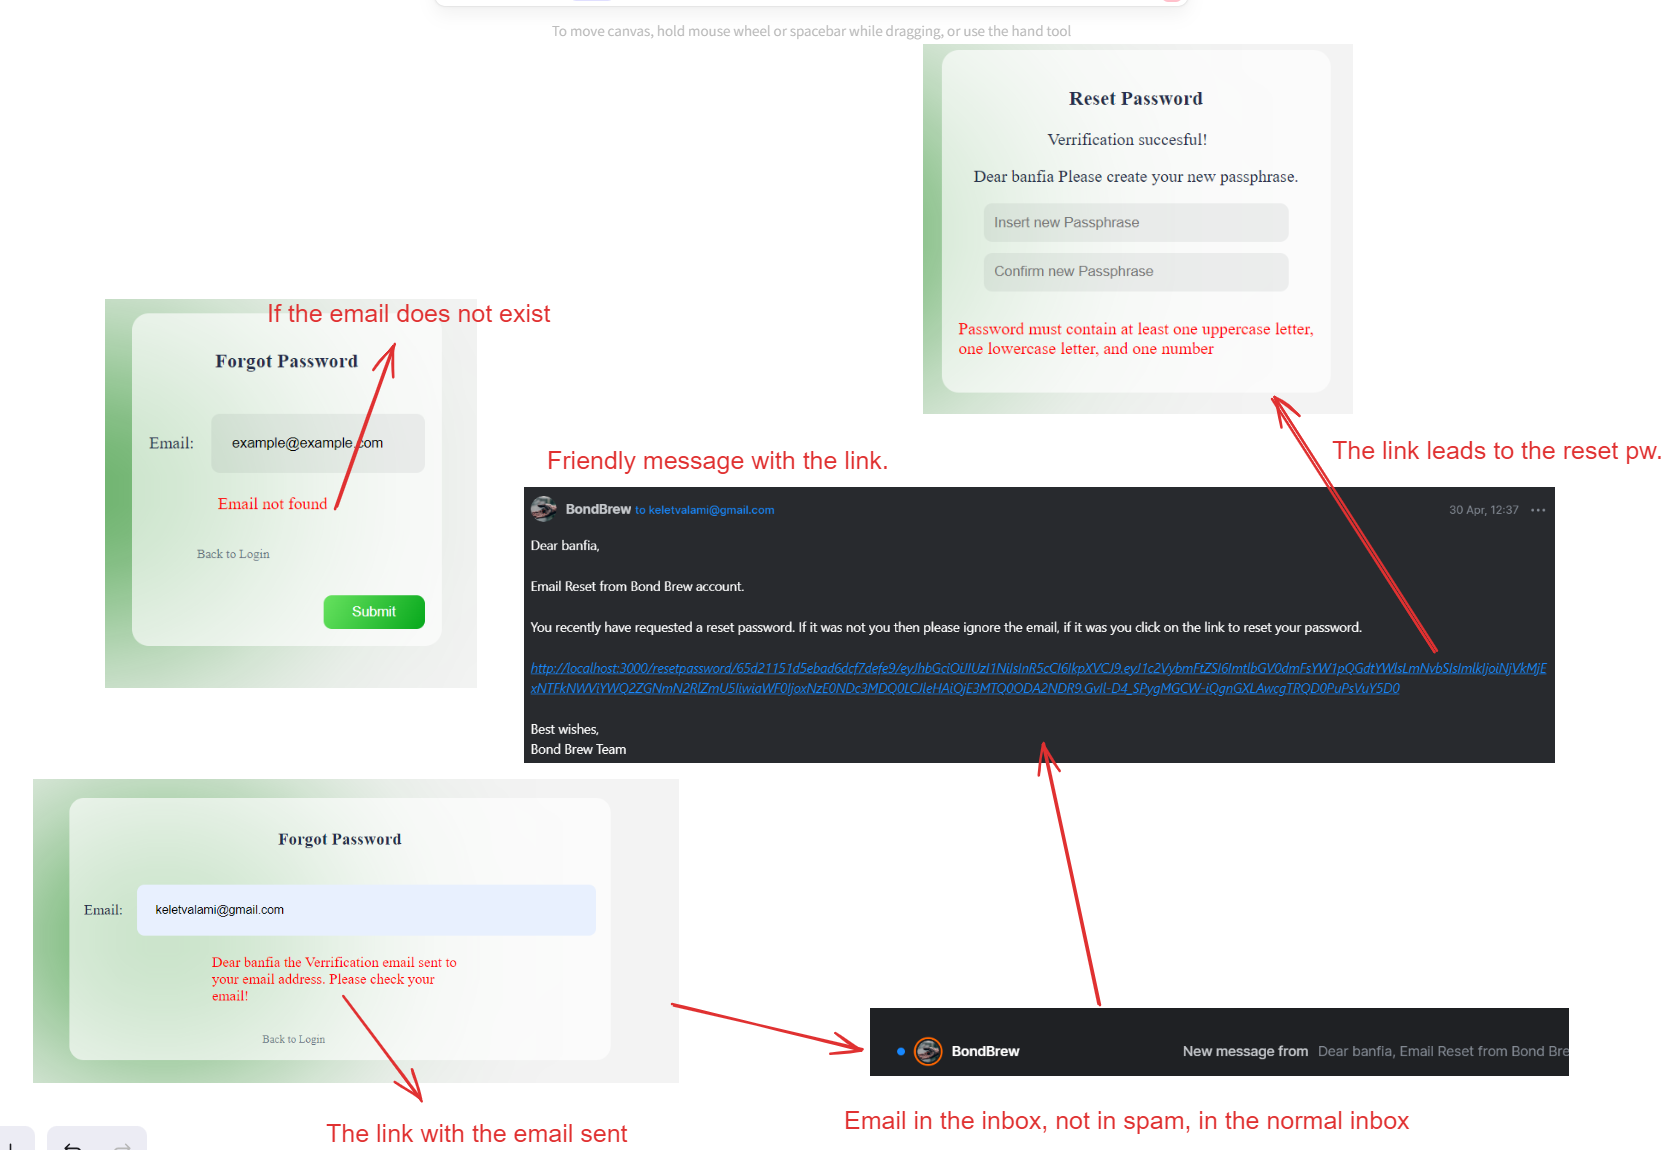 To move canvas, hold mouse wheel or spacebar while dragging, or use the hand tool
Reset Password
Verrification succesful!
Dear banfia Please create your new passphrase.
Insert new Passphrase
Confirm new Passphrase
Password must contain at least one uppercase letter,
one lowercase letter, and one number
If the email does not exist
Forgot Password
Email:
example@example.com
Email not found
Back to Login
Submit
The link leads to the reset pw.
Friendly message with the link.
BondBrew to keletvalami@gmail.com
30 Apr, 12:37
Dear banfia,
Email Reset from Bond Brew account.
You recently have requested a reset password. If it was not you then please ignore the email, if it was you click on the link to reset your password.
Best wishes,
Bond Brew Team
Forgot Password
Email:
keletvalami@gmail.com
Dear banfia the Verrification email sent to
your email address. Please check your
email!
Back to Login
The link with the email sent
BondBrew
New message from Dear banfia, Email Reset from Bond Bre
Email in the inbox, not in spam, in the normal inbox